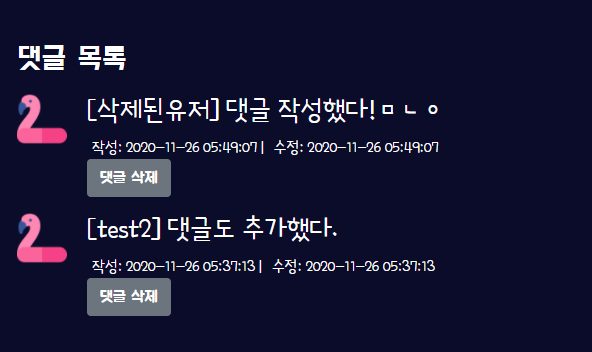 댓글 목톡
[삭제된유저] 댓글 작성했다! ㅁㄴㅇ
작성: 2020-11-26 05:49:07 | 수정: 2020-11-26 05:49:07
댓글 삭제
[test2] 댓글도 추가했다.
작성: 2020-11-26 05:37:13 | 수정: 2020-11-26 05:37:13
댓글 삭제